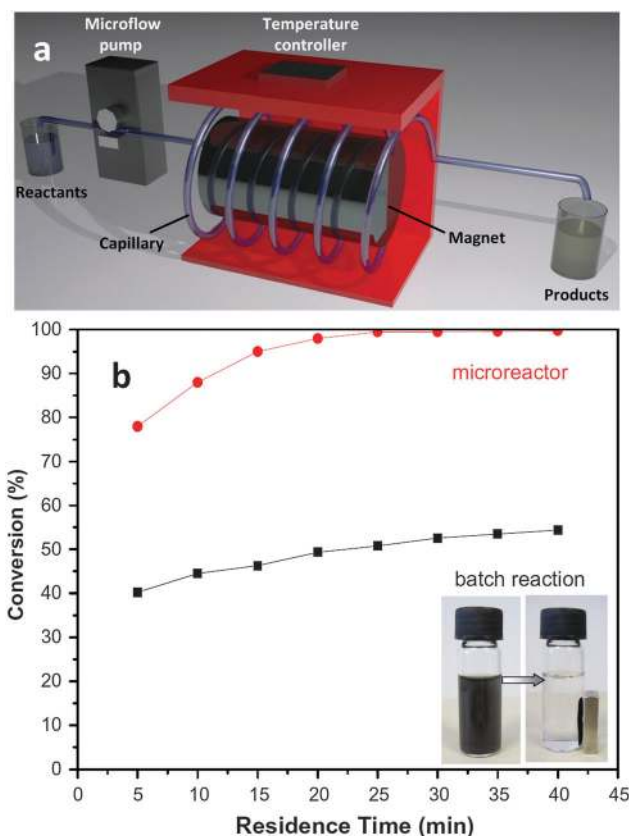 a
Microflow
pump
Temperature
controller
Reactants
Capillary
Magnet
Products
b
microreactor
batch reaction
Conversion (%)
100
90
80
70
60
50
40
30
20
10
0
0 5 10 15 20 25 30 35 40 45
Residence Time (min)